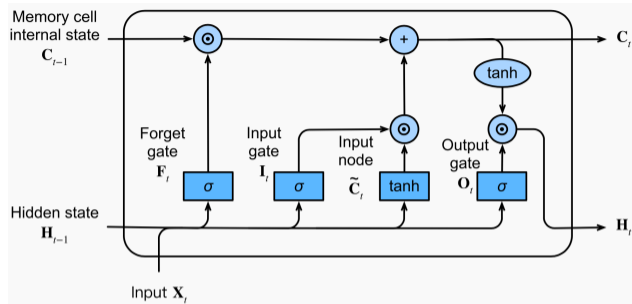 Memory cell
internal state
C_{t−1}
⊙
+
C_t
tanh
Forget
gate
F_t
Input
gate
I_t
Input
node
C̃_t
⊙
Output
gate
O_t
⊙
σ
σ
tanh
σ
Hidden state
H_{t−1}
H_t
Input X_t